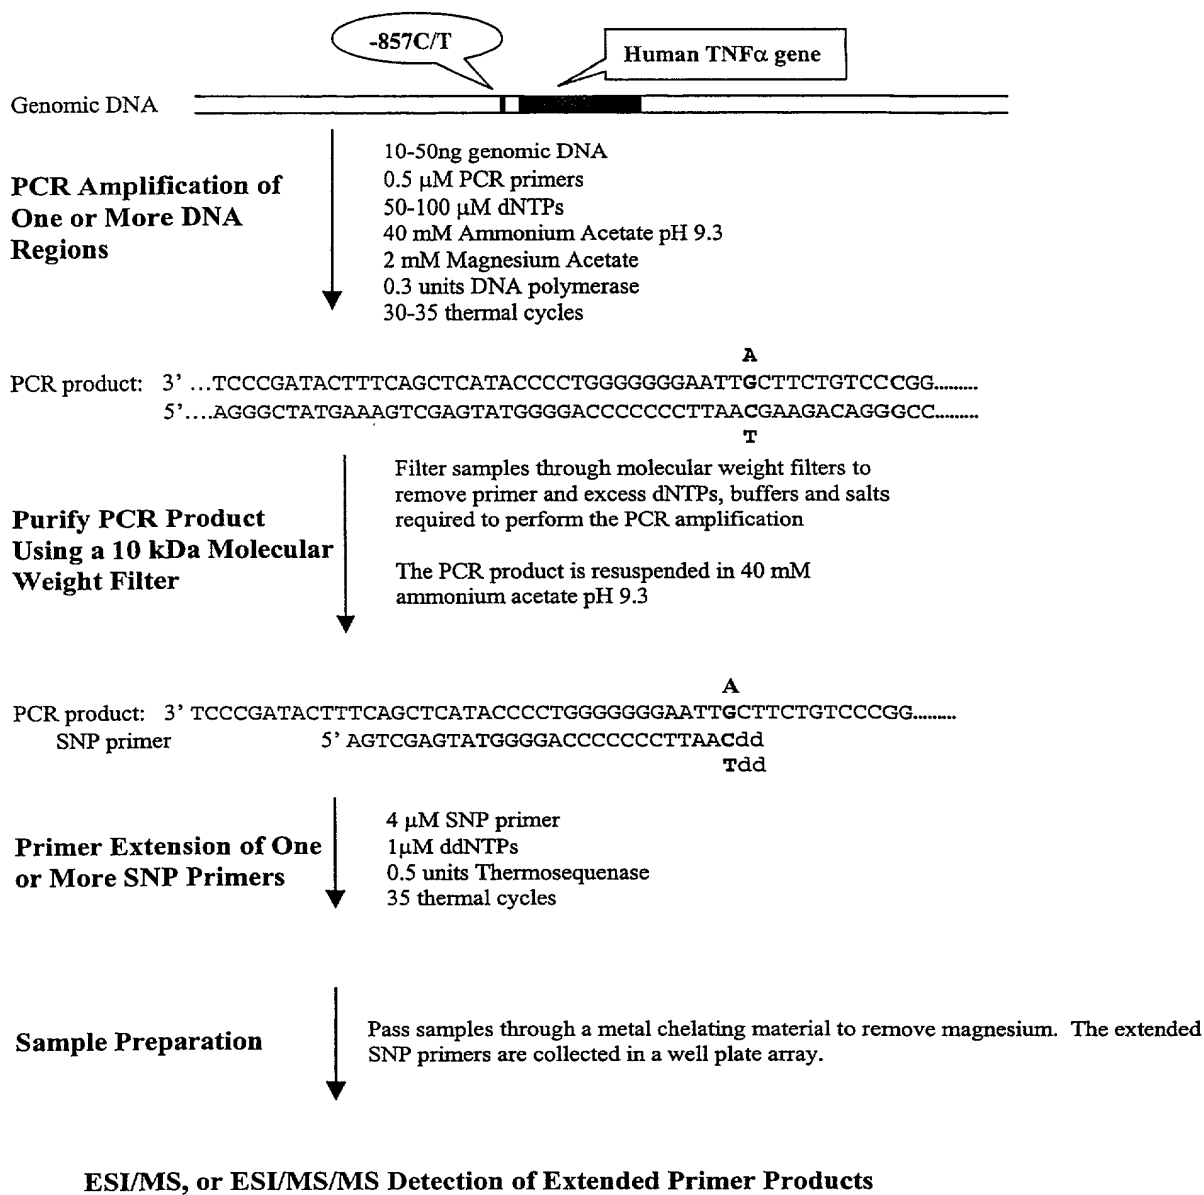 -857C/T
Human TNFα gene
Genomic DNA
PCR Amplification of
One or More DNA
Regions
10-50ng genomic DNA
0.5 μM PCR primers
50-100 μM dNTPs
40 mM Ammonium Acetate pH 9.3
2 mM Magnesium Acetate
0.3 units DNA polymerase
30-35 thermal cycles
A
PCR product: 3' ...TCCCGATACTTTCAGCTCATACCCCTGGGGGGGAATTGCTTCTGTCCCGG.........
5'....AGGGCTATGAAAGTCGAGTATGGGGACCCCCCCTTAACGAAGACAGGGCC.........
T
Purify PCR Product
Using a 10 kDa Molecular
Weight Filter
Filter samples through molecular weight filters to
remove primer and excess dNTPs, buffers and salts
required to perform the PCR amplification
The PCR product is resuspended in 40 mM
ammonium acetate pH 9.3
A
PCR product: 3' TCCCGATACTTTCAGCTCATACCCCTGGGGGGGAATTGCTTCTGTCCCGG.........
SNP primer 5' AGTCGAGTATGGGGACCCCCCCTTAACdd
Tdd
Primer Extension of One
or More SNP Primers
4 μM SNP primer
1μM ddNTPs
0.5 units Thermosequenase
35 thermal cycles
Sample Preparation
Pass samples through a metal chelating material to remove magnesium. The extended
SNP primers are collected in a well plate array.
ESI/MS, or ESI/MS/MS Detection of Extended Primer Products